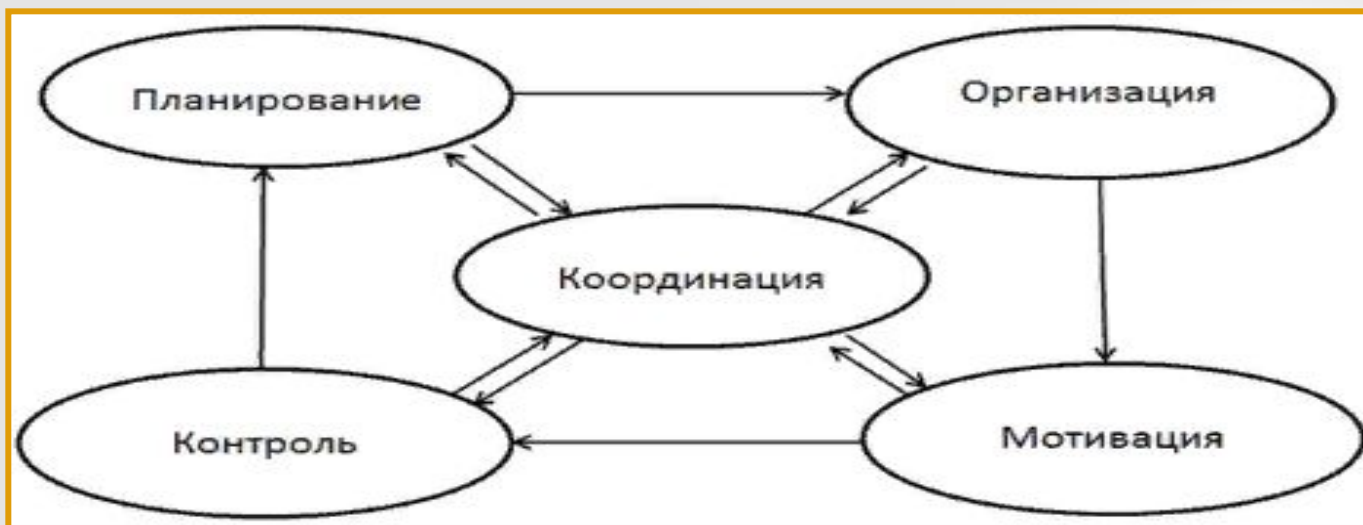 Планирование
Организация
Координация
Контроль
Мотивация